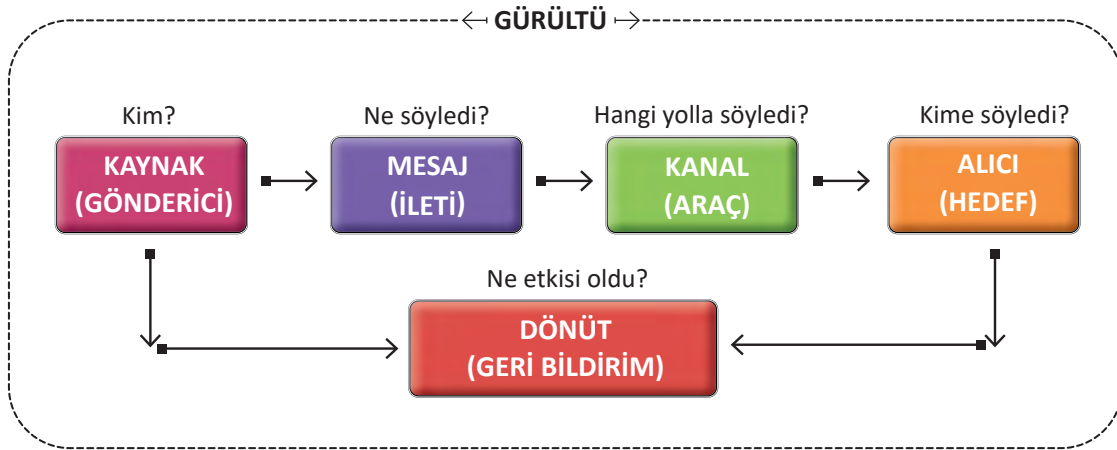 GÜRÜLTÜ
Kim?
KAYNAK
(GÖNDERİCİ)
Ne söyledi?
MESAJ
(İLETİ)
Hangi yolla söyledi?
KANAL
(ARAÇ)
Kime söyledi?
ALICI
(HEDEF)
Ne etkisi oldu?
DÖNÜT
(GERİ BİLDİRİM)